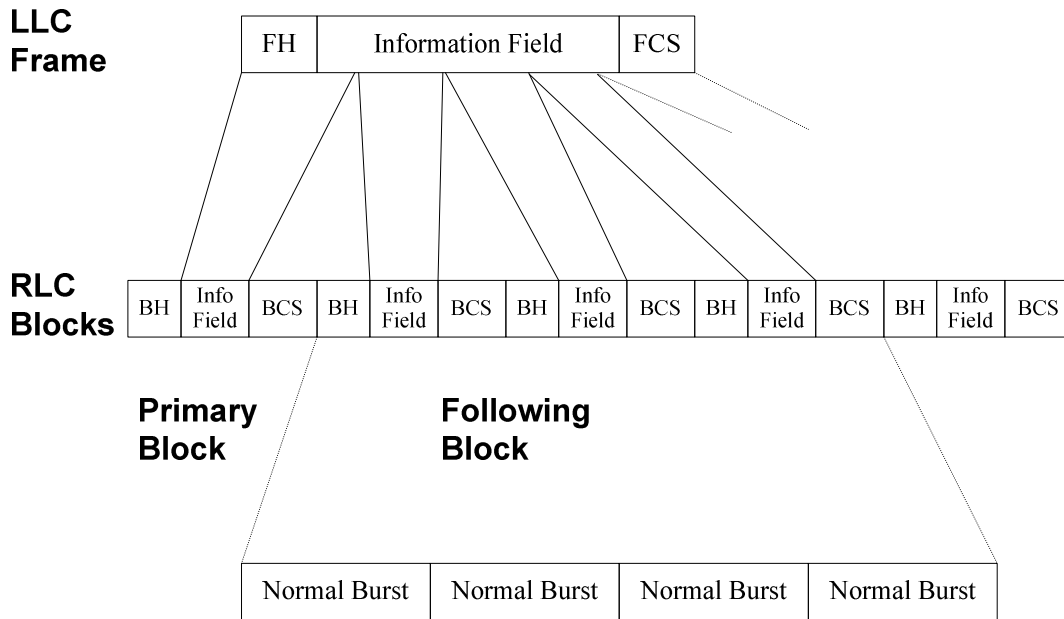 LLC
Frame
FH Information Field FCS
RLC
Blocks
BH Info Field BCS BH Info Field BCS BH Info Field BCS BH Info Field BCS BH Info Field BCS
Primary
Block
Following
Block
Normal Burst Normal Burst Normal Burst Normal Burst